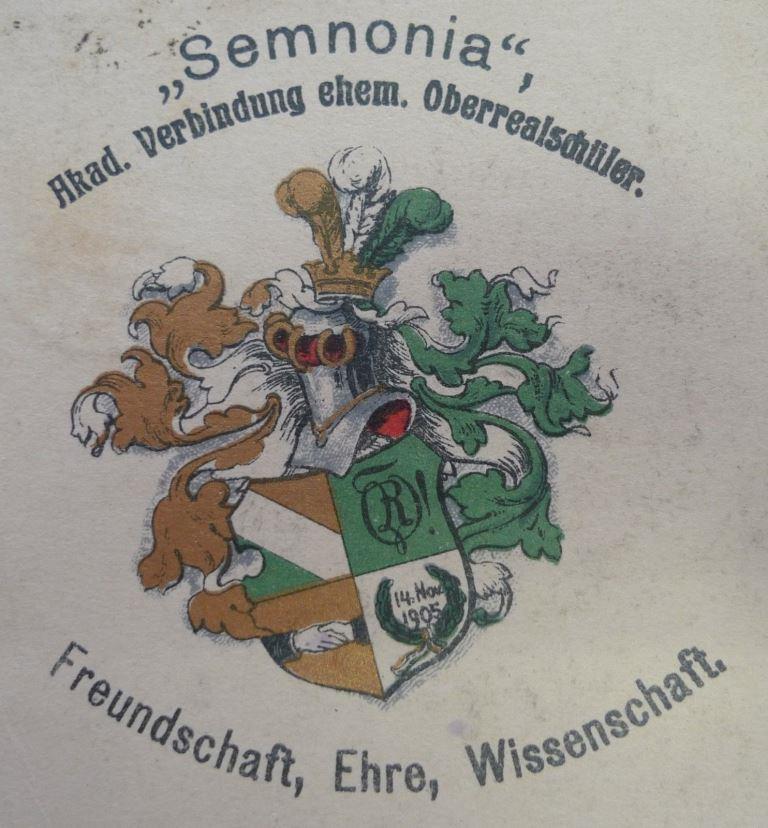 „Semnonia“,
Akad. Verbindung ehem. Oberrealschüler.
14. Nov.
1905
Freundschaft, Ehre, Wissenschaft.